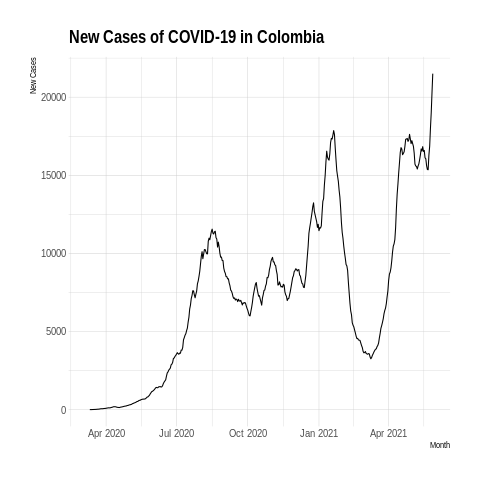 New Cases of COVID-19 in Colombia
New Cases
20000
15000
10000
5000
0
Apr 2020 Jul 2020 Oct 2020 Jan 2021 Apr 2021
Month